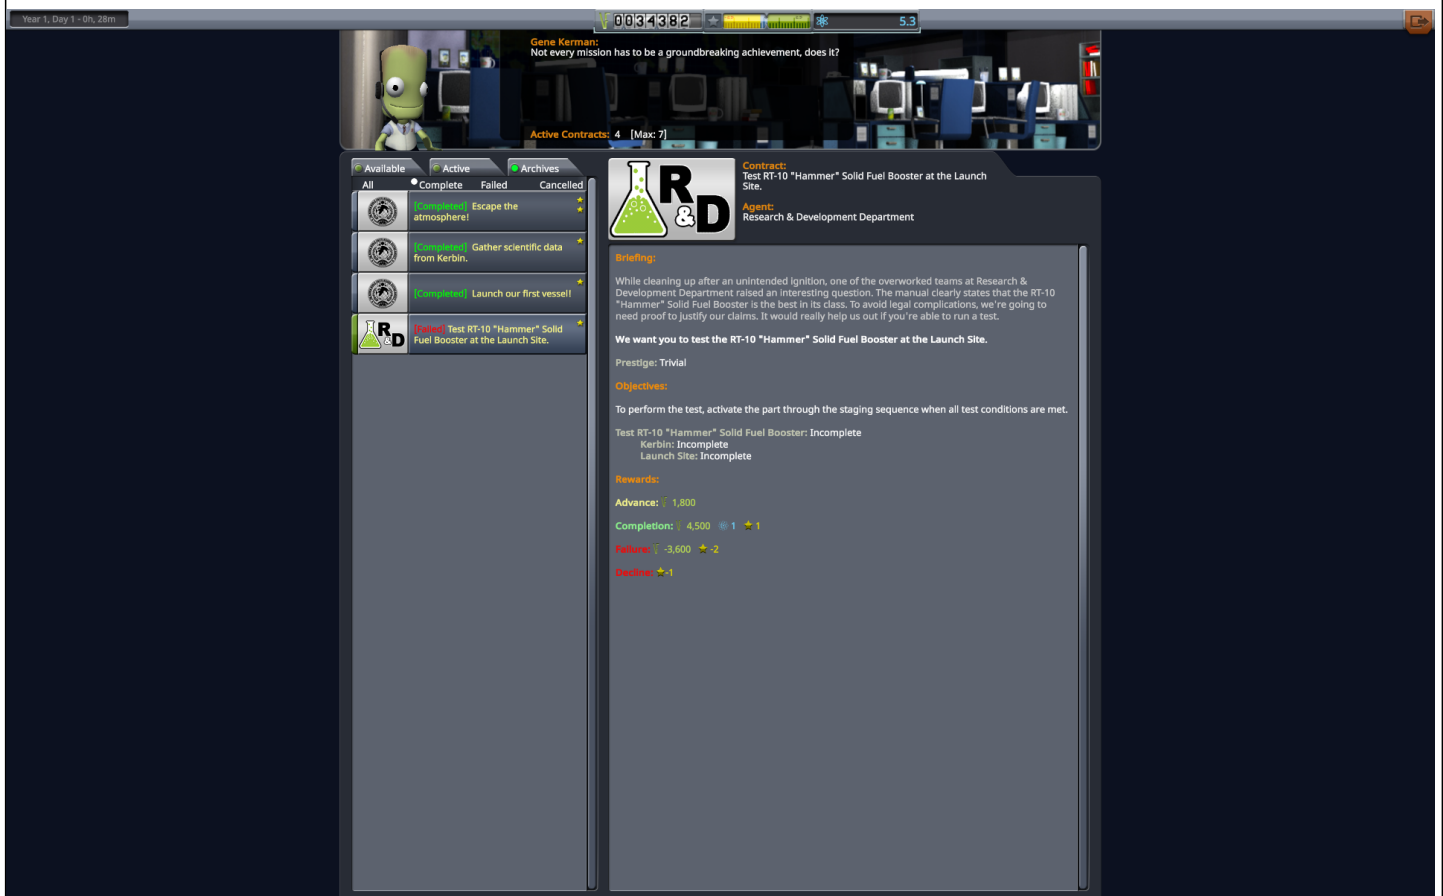 Year 1, Day 1 - 0h, 28m
0034382
5.3
Gene Kerman:
Not every mission has to be a groundbreaking achievement, does it?
Active Contracts: 4 [Max: 7]
Available Active Archives
All Complete Failed Cancelled
[Completed] Escape the
atmosphere!
[Completed] Gather scientific data
from Kerbin.
[Completed] Launch our first vessel!
R&D
[Failed] Test RT-10 "Hammer" Solid
Fuel Booster at the Launch Site.
R&D
Contract:
Test RT-10 "Hammer" Solid Fuel Booster at the Launch
Site.
Agent:
Research & Development Department
Briefing:
While cleaning up after an unintended ignition, one of the overworked teams at Research &
Development Department raised an interesting question. The manual clearly states that the RT-10
"Hammer" Solid Fuel Booster is the best in its class. To avoid legal complications, we're going to
need proof to justify our claims. It would really help us out if you're able to run a test.
We want you to test the RT-10 "Hammer" Solid Fuel Booster at the Launch Site.
Prestige: Trivial
Objectives:
To perform the test, activate the part through the staging sequence when all test conditions are met.
Test RT-10 "Hammer" Solid Fuel Booster: Incomplete
Kerbin: Incomplete
Launch Site: Incomplete
Rewards:
Advance: 1,800
Completion: 4,500 1 1
Failure: -3,600 -2
Decline: -1